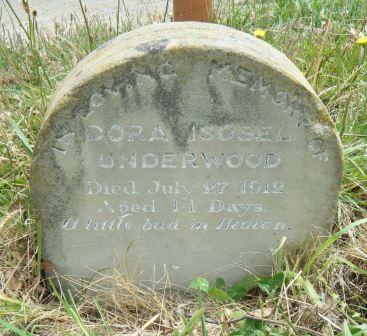 IN LOVING MEMORY OF
DORA ISOBEL
UNDERWOOD
Died July 27 1912.
Aged 14 Days.
A little bud in Heaven.